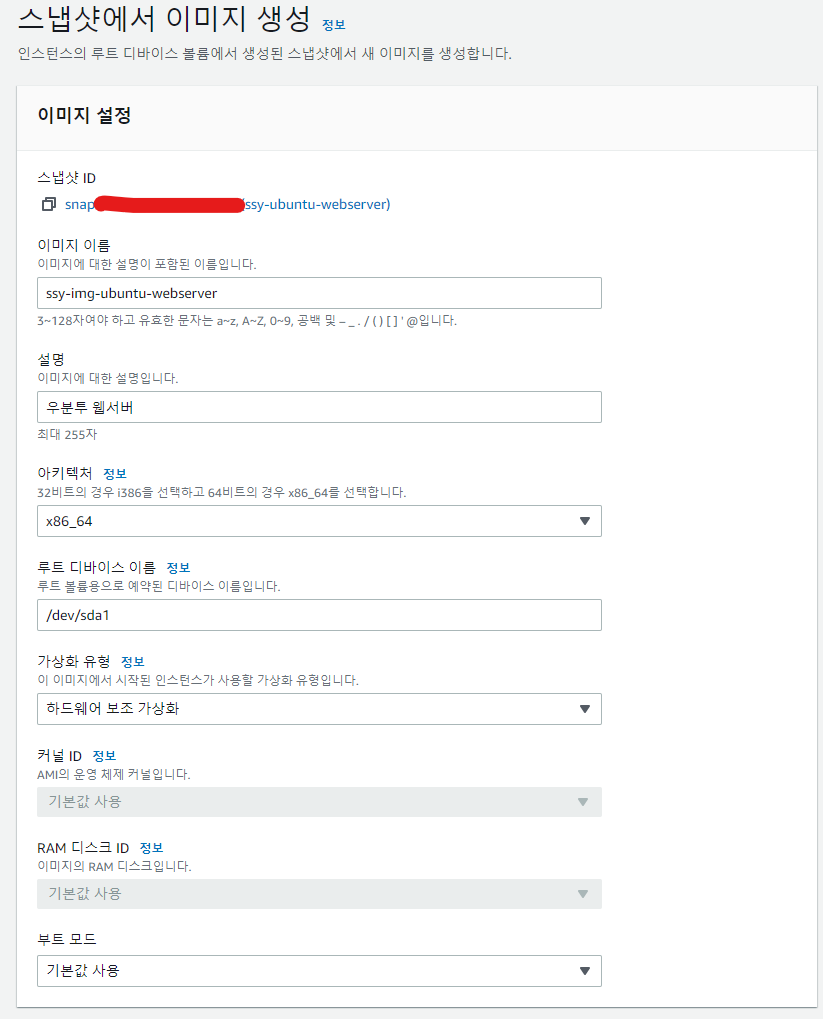 스냅샷에서 이미지 생성 정보
인스턴스의 루트 디바이스 볼륨에서 생성된 스냅샷에서 새 이미지를 생성합니다.
이미지 설정
스냅샷 ID
snap ssy-ubuntu-webserver)
이미지 이름
이미지에 대한 설명이 포함된 이름입니다.
ssy-img-ubuntu-webserver
3~128자여야 하고 유효한 문자는 a~z, A~Z, 0~9, 공백 및 – _ . / ( ) [ ] ' @입니다.
설명
이미지에 대한 설명입니다.
우분투 웹서버
최대 255자
아키텍처 정보
32비트의 경우 i386을 선택하고 64비트의 경우 x86_64를 선택합니다.
x86_64
루트 디바이스 이름 정보
루트 볼륨용으로 예약된 디바이스 이름입니다.
/dev/sda1
가상화 유형 정보
이 이미지에서 시작된 인스턴스가 사용할 가상화 유형입니다.
하드웨어 보조 가상화
커널 ID 정보
AMI의 운영 체제 커널입니다.
기본값 사용
RAM 디스크 ID 정보
이미지의 RAM 디스크입니다.
기본값 사용
부트 모드
기본값 사용